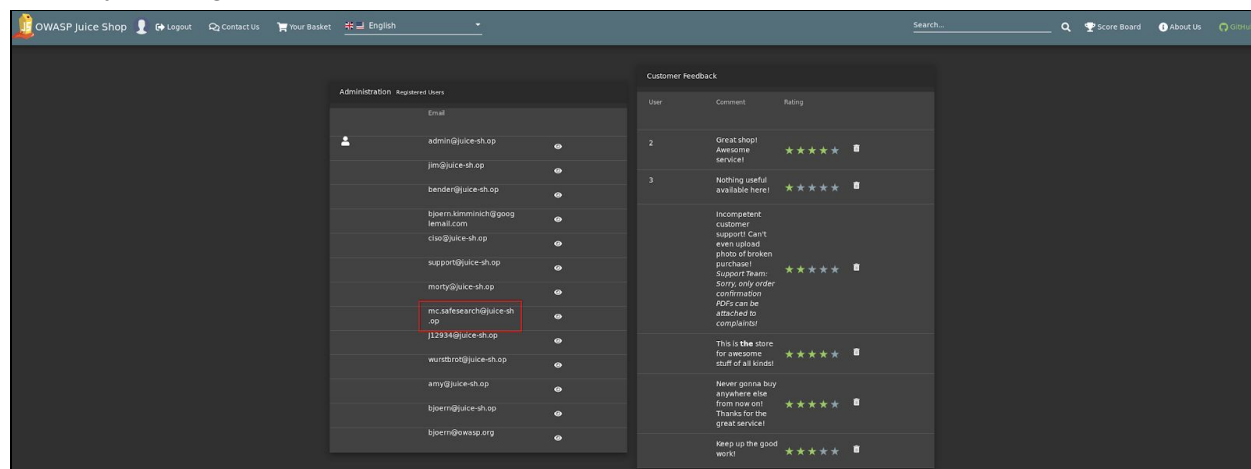 OWASP Juice Shop Logout Contact Us Your Basket English Search... Score Board About Us GitHub
Administration Registered Users
Email
admin@juice-sh.op
jim@juice-sh.op
bender@juice-sh.op
bjoern.kimminich@goog
lemail.com
ciso@juice-sh.op
support@juice-sh.op
morty@juice-sh.op
mc.safesearch@juice-sh
.op
J12934@juice-sh.op
wurstbrot@juice-sh.op
amy@juice-sh.op
bjoern@juice-sh.op
bjoern@owasp.org
Customer Feedback
User Comment Rating
2 Great shop!
Awesome
service!
3 Nothing useful
available here!
Incompetent
customer
support! Can't
even upload
photo of broken
purchase!
Support Team:
Sorry, only order
confirmation
PDFs can be
attached to
complaints!
This is the store
for awesome
stuff of all kinds!
Never gonna buy
anywhere else
from now on!
Thanks for the
great service!
Keep up the good
work!